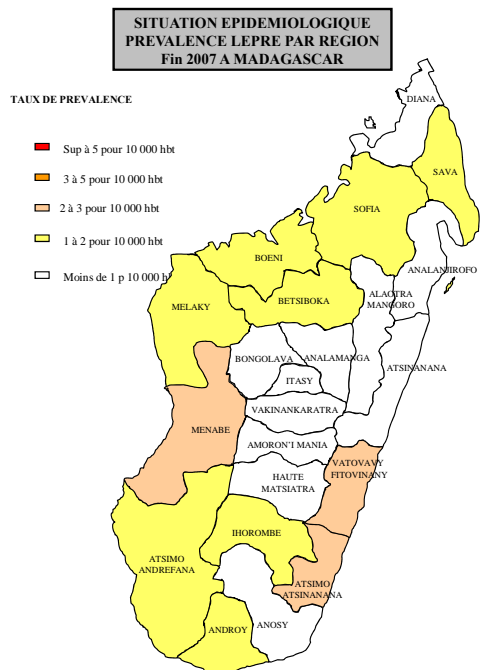 SITUATION EPIDEMIOLOGIQUE
PREVALENCE LEPRE PAR REGION
Fin 2007 A MADAGASCAR
TAUX DE PREVALENCE
Sup à 5 pour 10 000 hbt
3 à 5 pour 10 000 hbt
2 à 3 pour 10 000 hbt
1 à 2 pour 10 000 hbt
Moins de 1 p 10 000 h
DIANA
SAVA
SOFIA
ANALANJIROFO
BOENI
MELAKY
BETSIBOKA
ALAOTRA
MANGORO
BONGOLAVA
ANALAMANGA
ATSINANANA
ITASY
VAKINANKARATRA
MENABE
AMORON'I MANIA
VATOVAVY
FITOVINANY
HAUTE
MATSIATRA
IHOROMBE
ATSIMO
ANDREFANA
ATSIMO
ATSINANANA
ANOSY
ANDROY